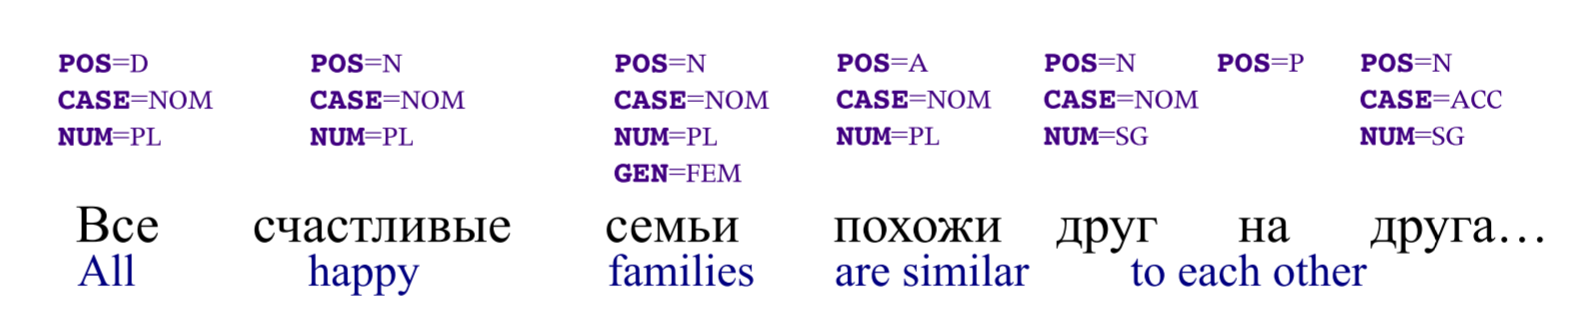 POS=D POS=N POS=N POS=A POS=N POS=P POS=N
CASE=NOM CASE=NOM CASE=NOM CASE=NOM CASE=NOM CASE=ACC
NUM=PL NUM=PL NUM=PL NUM=PL NUM=SG NUM=SG
GEN=FEM
Все счастливые семьи похожи друг на друга…
All happy families are similar to each other